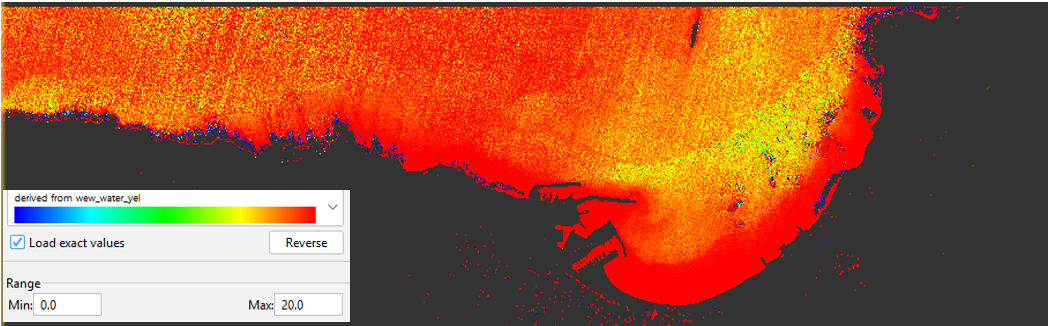 derived from wew_water_yel
Load exact values
Reverse
Range
Min: 0.0
Max: 20.0